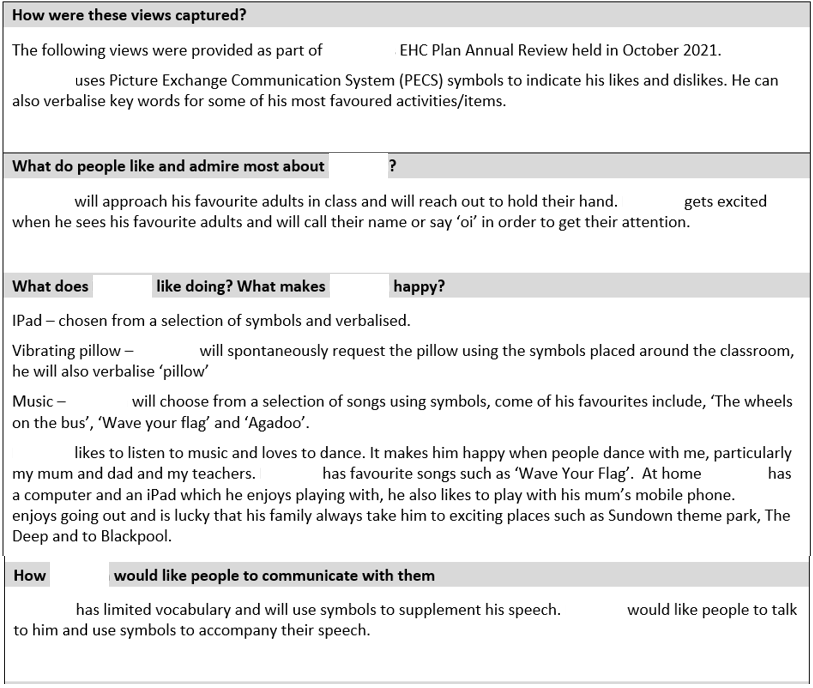 How were these views captured?
The following views were provided as part of EHC Plan Annual Review held in October 2021.
uses Picture Exchange Communication System (PECS) symbols to indicate his likes and dislikes. He can
also verbalise key words for some of his most favoured activities/items.
What do people like and admire most about ?
will approach his favourite adults in class and will reach out to hold their hand. gets excited
when he sees his favourite adults and will call their name or say ‘oi’ in order to get their attention.
What does like doing? What makes happy?
IPad – chosen from a selection of symbols and verbalised.
Vibrating pillow – will spontaneously request the pillow using the symbols placed around the classroom,
he will also verbalise ‘pillow’
Music – will choose from a selection of songs using symbols, come of his favourites include, ‘The wheels
on the bus’, ‘Wave your flag’ and ‘Agadoo’.
likes to listen to music and loves to dance. It makes him happy when people dance with me, particularly
my mum and dad and my teachers. has favourite songs such as ‘Wave Your Flag’. At home has
a computer and an iPad which he enjoys playing with, he also likes to play with his mum’s mobile phone.
enjoys going out and is lucky that his family always take him to exciting places such as Sundown theme park, The
Deep and to Blackpool.
How would like people to communicate with them
has limited vocabulary and will use symbols to supplement his speech. would like people to talk
to him and use symbols to accompany their speech.